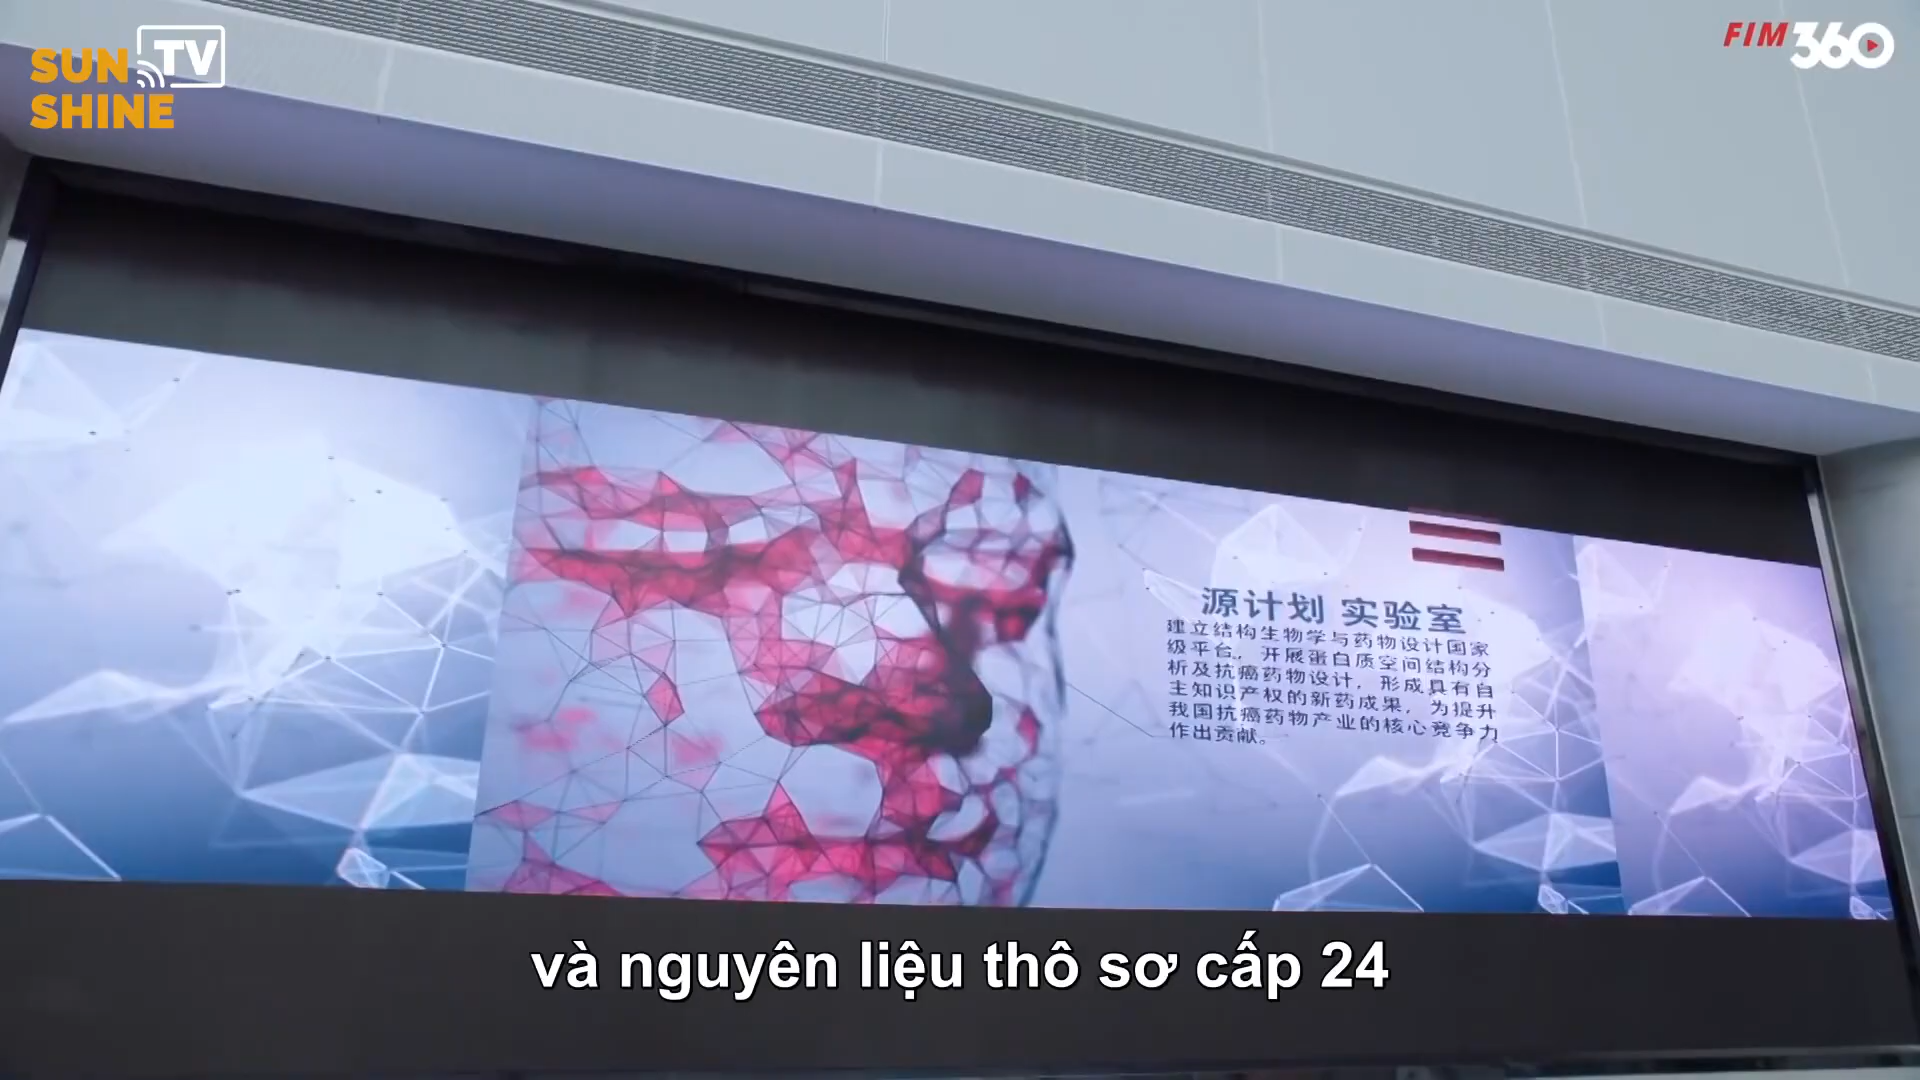 SUN TV
SHINE
FIM360
源计划 实验室
建立结构生物学与药物设计国家
级平台，开展蛋白质空间结构分
析及抗癌药物设计，形成具有自
主知识产权的新药成果，为提升
我国抗癌药物产业的核心竞争力
作出贡献。
và nguyên liệu thô sơ cấp 24